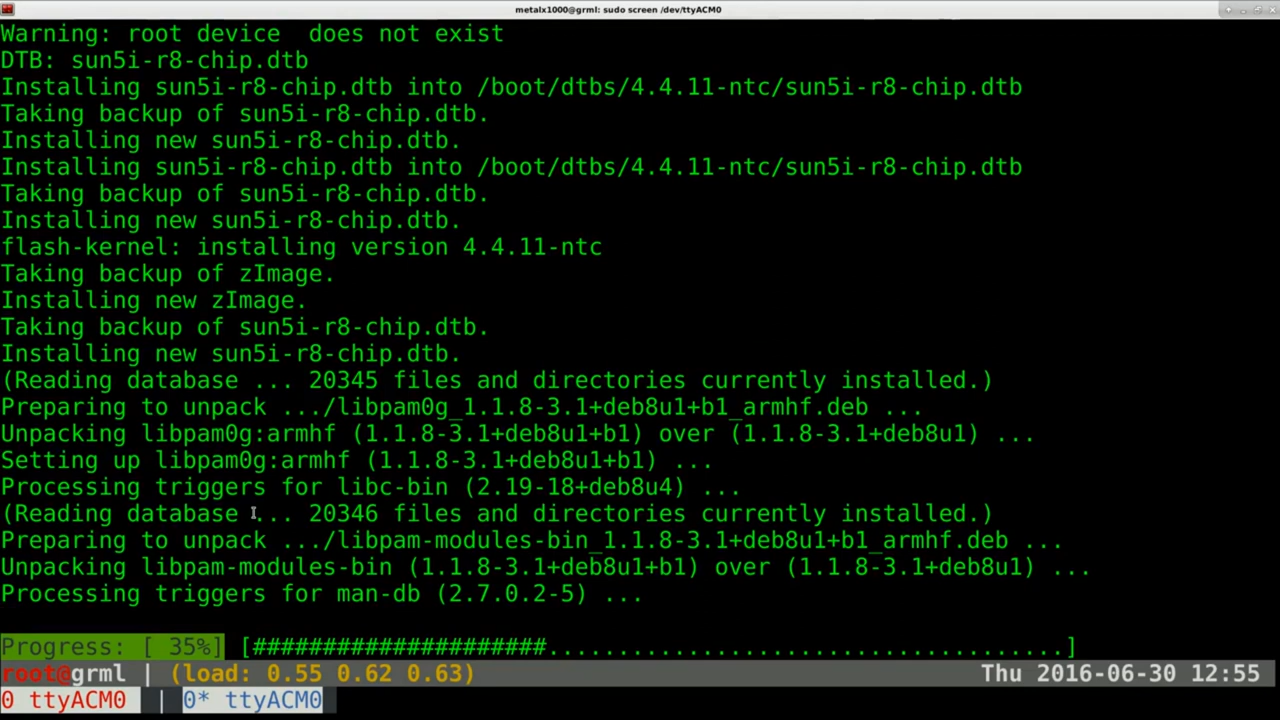 metalx1000@grml: sudo screen /dev/ttyACM0
Warning: root device  does not exist
DTB: sun5i-r8-chip.dtb
Installing sun5i-r8-chip.dtb into /boot/dtbs/4.4.11-ntc/sun5i-r8-chip.dtb
Taking backup of sun5i-r8-chip.dtb.
Installing new sun5i-r8-chip.dtb.
Installing sun5i-r8-chip.dtb into /boot/dtbs/4.4.11-ntc/sun5i-r8-chip.dtb
Taking backup of sun5i-r8-chip.dtb.
Installing new sun5i-r8-chip.dtb.
flash-kernel: installing version 4.4.11-ntc
Taking backup of zImage.
Installing new zImage.
Taking backup of sun5i-r8-chip.dtb.
Installing new sun5i-r8-chip.dtb.
(Reading database ... 20345 files and directories currently installed.)
Preparing to unpack .../libpam0g_1.1.8-3.1+deb8u1+b1_armhf.deb ...
Unpacking libpam0g:armhf (1.1.8-3.1+deb8u1+b1) over (1.1.8-3.1+deb8u1) ...
Setting up libpam0g:armhf (1.1.8-3.1+deb8u1+b1) ...
Processing triggers for libc-bin (2.19-18+deb8u4) ...
(Reading database ... 20346 files and directories currently installed.)
Preparing to unpack .../libpam-modules-bin_1.1.8-3.1+deb8u1+b1_armhf.deb ...
Unpacking libpam-modules-bin (1.1.8-3.1+deb8u1+b1) over (1.1.8-3.1+deb8u1) ...
Processing triggers for man-db (2.7.0.2-5) ...
Progress: [ 35%] [#####################.....................................]
root@grml | (load: 0.55 0.62 0.63) Thu 2016-06-30 12:55
0 ttyACM0 | 0* ttyACM0